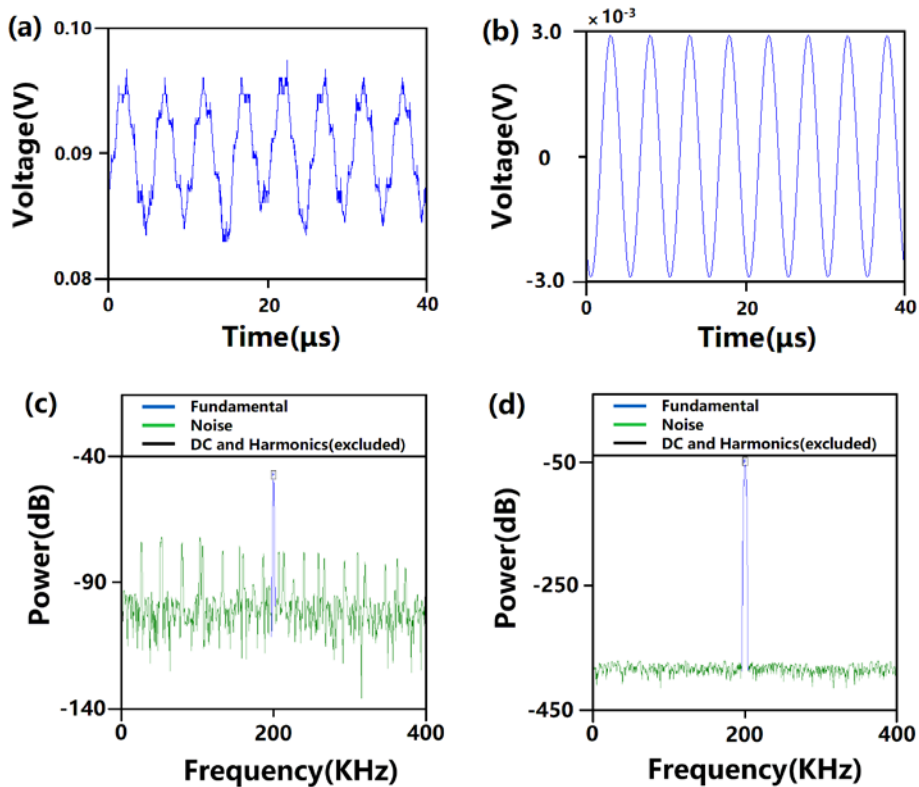 (a)
0.10
0.09
0.08
Voltage(V)
0
20
40
Time(μs)
(b)
× 10⁻³
3.0
0
-3.0
Voltage(V)
0
20
40
Time(μs)
(c)
Fundamental
Noise
DC and Harmonics(excluded)
-40
-90
-140
Power(dB)
0
200
400
Frequency(KHz)
(d)
Fundamental
Noise
DC and Harmonics(excluded)
-50
-250
-450
Power(dB)
0
200
400
Frequency(KHz)